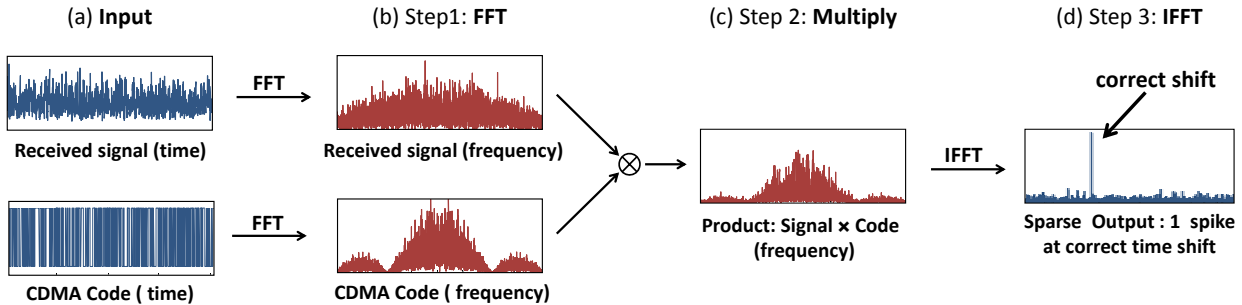 (a) Input
(b) Step1: FFT
(c) Step 2: Multiply
(d) Step 3: IFFT
correct shift
FFT
IFFT
Received signal (time)
Received signal (frequency)
FFT
Product: Signal × Code
(frequency)
Sparse Output : 1 spike
at correct time shift
CDMA Code ( time)
CDMA Code ( frequency)